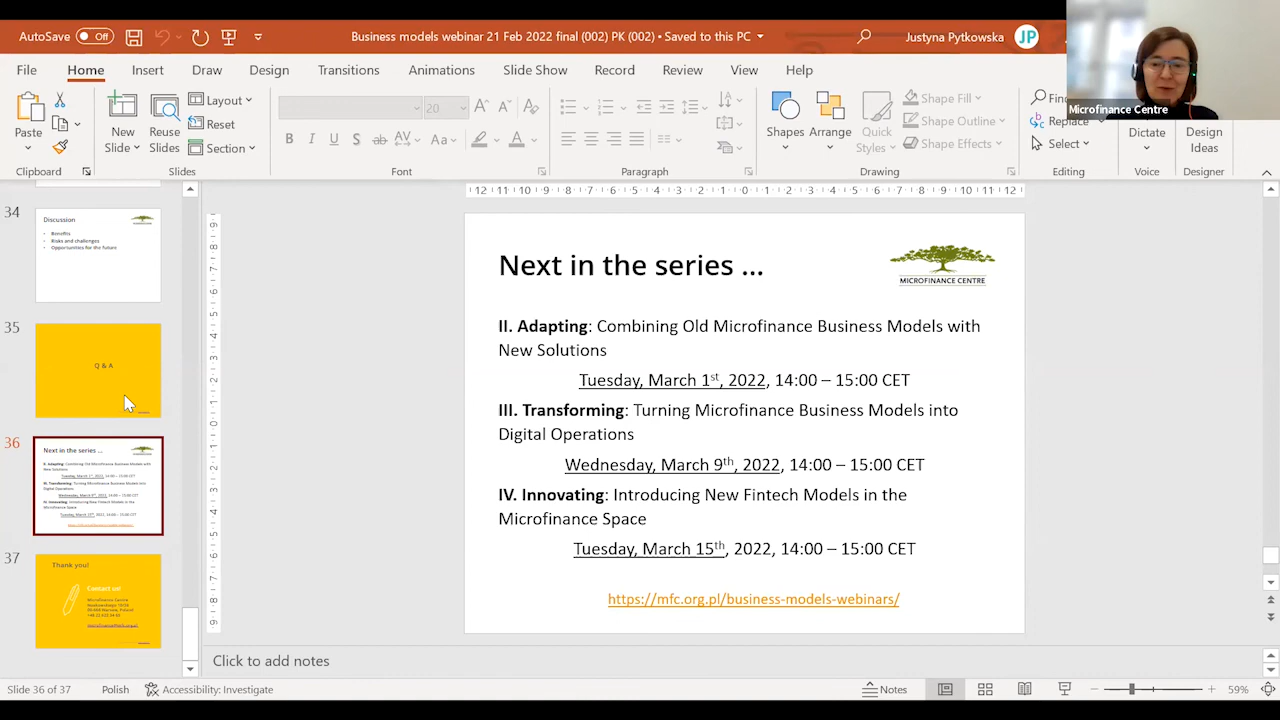 AutoSave Off
Business models webinar 21 Feb 2022 final (002) PK (002) • Saved to this PC
Justyna Pytkowska JP
Microfinance Centre
File Home Insert Draw Design Transitions Animations Slide Show Record Review View Help
Paste
Clipboard
New Slide
Reuse Slides
Layout
Reset
Section
Slides
20
Font
Paragraph
Shapes
Arrange
Quick Styles
Shape Fill
Shape Outline
Shape Effects
Drawing
Replace
Select
Editing
Dictate
Voice
Design Ideas
Designer
34
Discussion
• Benefits
• Risks and challenges
• Opportunities for the future
35
Q & A
36
Next in the series ...
37
Thank you!
Contact us!
Microfinance Centre
Next in the series ...
MICROFINANCE CENTRE
II. Adapting: Combining Old Microfinance Business Models with
New Solutions
Tuesday, March 1st, 2022, 14:00 – 15:00 CET
III. Transforming: Turning Microfinance Business Models into
Digital Operations
Wednesday, March 9th, 2022, 14:00 – 15:00 CET
IV. Innovating: Introducing New Fintech Models in the
Microfinance Space
Tuesday, March 15th, 2022, 14:00 – 15:00 CET
https://mfc.org.pl/business-models-webinars/
Click to add notes
Slide 36 of 37
Polish
Accessibility: Investigate
Notes
59%